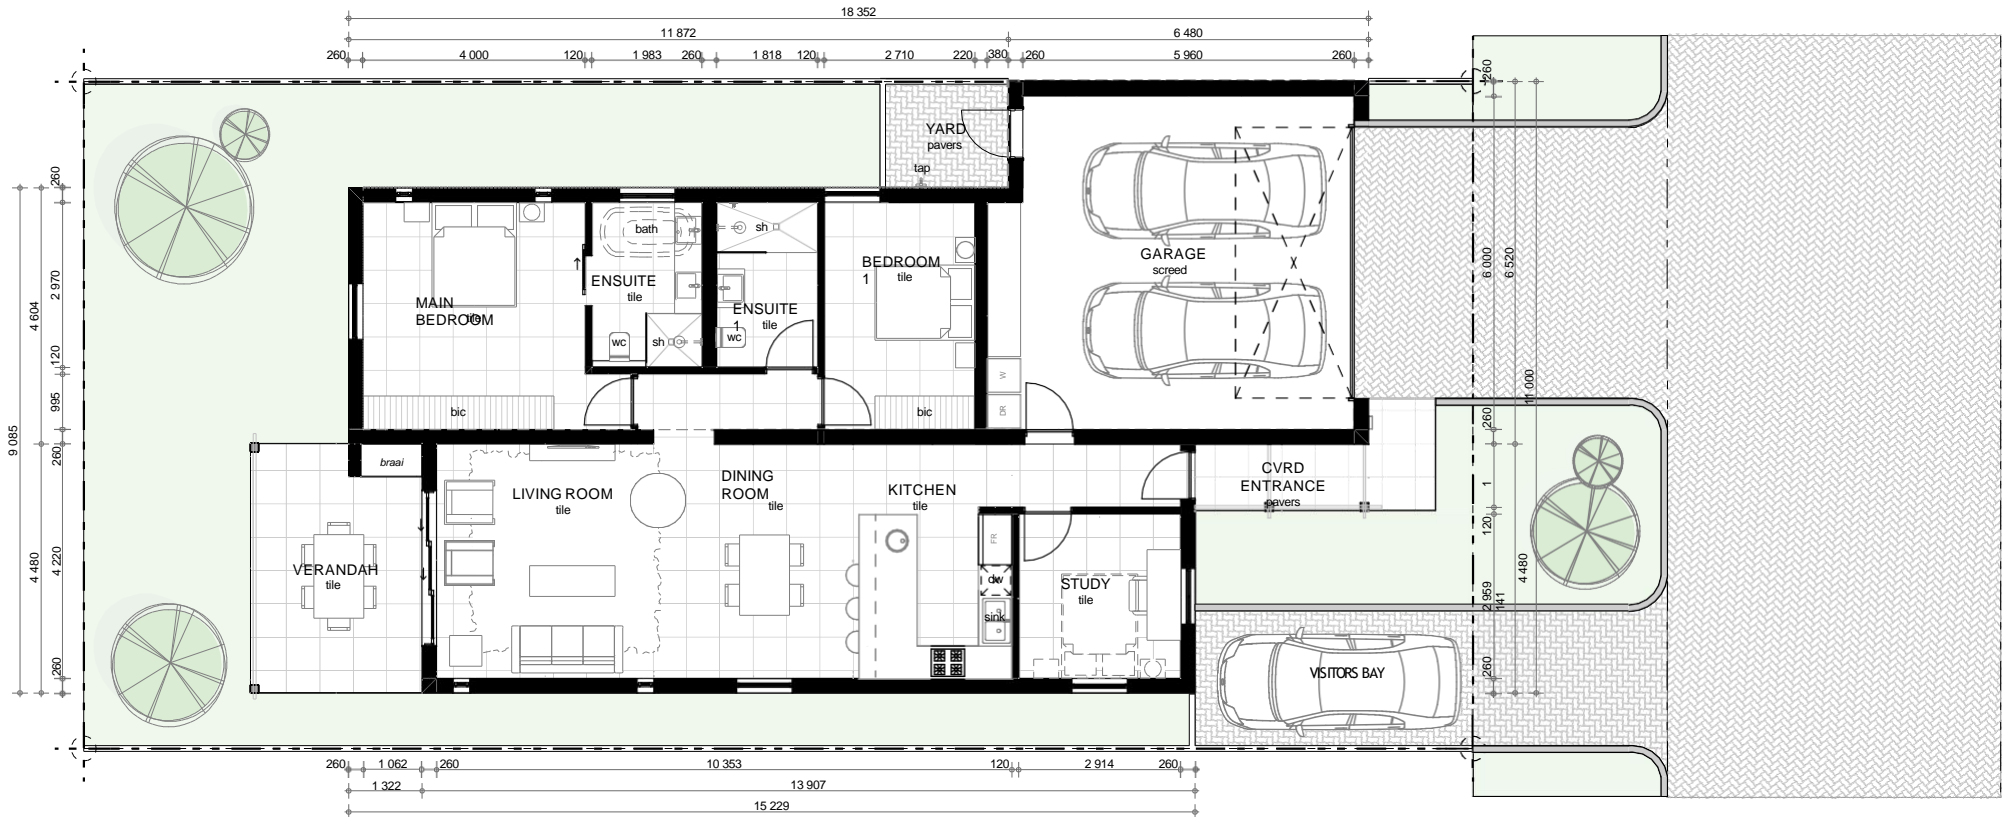 18 352
11 872
6 480
260
4 000
120
1 983
260
1 818
120
2 710
220
380
260
5 960
260
260
6 000
6 520
11 000
260
1
120
4 480
2 959
141
260
260
2 970
4 604
120
995
9 085
260
4 480
4 220
260
YARD
pavers
tap
bath
sh
ENSUITE
tile
wc
sh
MAIN
BEDROOM
tile
bic
ENSUITE
1
tile
wc
BEDROOM
1
tile
bic
GARAGE
screed
W
DR
braai
LIVING ROOM
tile
DINING
ROOM
tile
KITCHEN
tile
CVRD
ENTRANCE
pavers
VERANDAH
tile
FR
dw
sink
STUDY
tile
VISITORS BAY
260
1 062
260
10 353
120
2 914
260
1 322
13 907
15 229